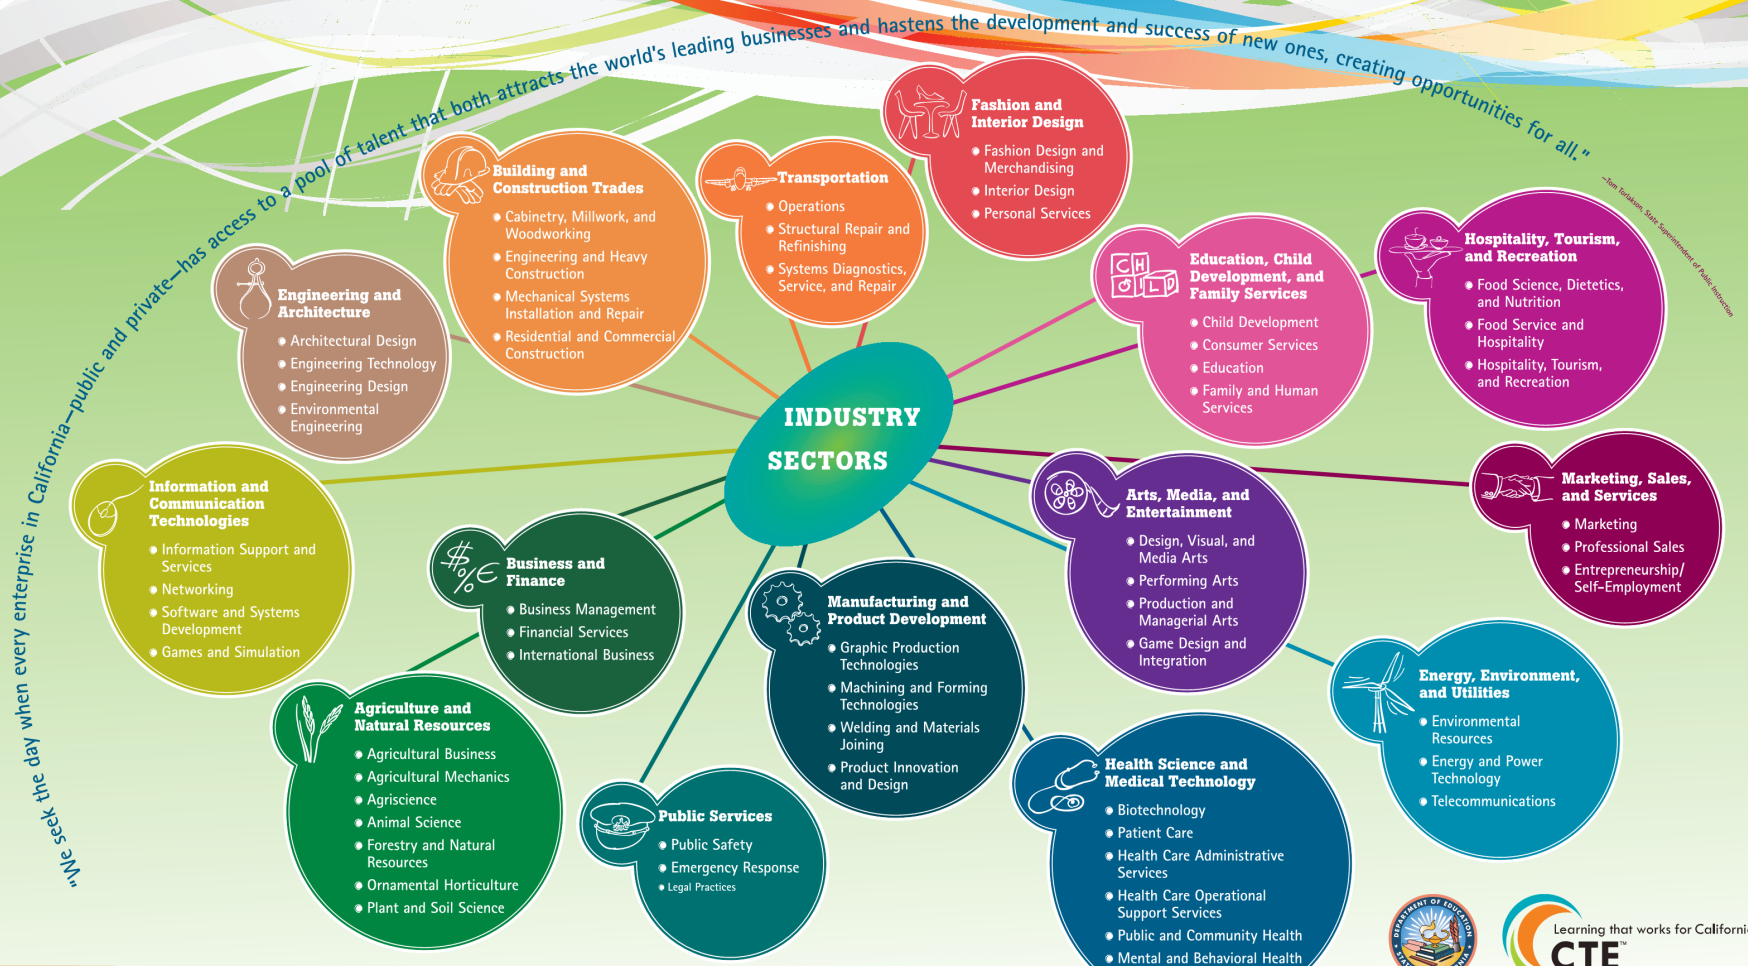 "We seek the day when every enterprise in California—public and private—has access to a pool of talent that both attracts the world's leading businesses and hastens the development and success of new ones, creating opportunities for all."
—Tom Torlakson, State Superintendent of Public Instruction
INDUSTRY
SECTORS
Fashion and
Interior Design
Fashion Design and
Merchandising
Interior Design
Personal Services
Building and
Construction Trades
Cabinetry, Millwork, and
Woodworking
Engineering and Heavy
Construction
Mechanical Systems
Installation and Repair
Residential and Commercial
Construction
Transportation
Operations
Structural Repair and
Refinishing
Systems Diagnostics,
Service, and Repair
Education, Child
Development, and
Family Services
Child Development
Consumer Services
Education
Family and Human
Services
Hospitality, Tourism,
and Recreation
Food Science, Dietetics,
and Nutrition
Food Service and
Hospitality
Hospitality, Tourism,
and Recreation
Engineering and
Architecture
Architectural Design
Engineering Technology
Engineering Design
Environmental
Engineering
Information and
Communication
Technologies
Information Support and
Services
Networking
Software and Systems
Development
Games and Simulation
Business and
Finance
Business Management
Financial Services
International Business
Manufacturing and
Product Development
Graphic Production
Technologies
Machining and Forming
Technologies
Welding and Materials
Joining
Product Innovation
and Design
Arts, Media, and
Entertainment
Design, Visual, and
Media Arts
Performing Arts
Production and
Managerial Arts
Game Design and
Integration
Marketing, Sales,
and Services
Marketing
Professional Sales
Entrepreneurship/
Self-Employment
Energy, Environment,
and Utilities
Environmental
Resources
Energy and Power
Technology
Telecommunications
Agriculture and
Natural Resources
Agricultural Business
Agricultural Mechanics
Agriscience
Animal Science
Forestry and Natural
Resources
Ornamental Horticulture
Plant and Soil Science
Public Services
Public Safety
Emergency Response
Legal Practices
Health Science and
Medical Technology
Biotechnology
Patient Care
Health Care Administrative
Services
Health Care Operational
Support Services
Public and Community Health
Mental and Behavioral Health
CHILD
$ % €
DEPARTMENT OF EDUCATION
Learning that works for Californi
CTE™